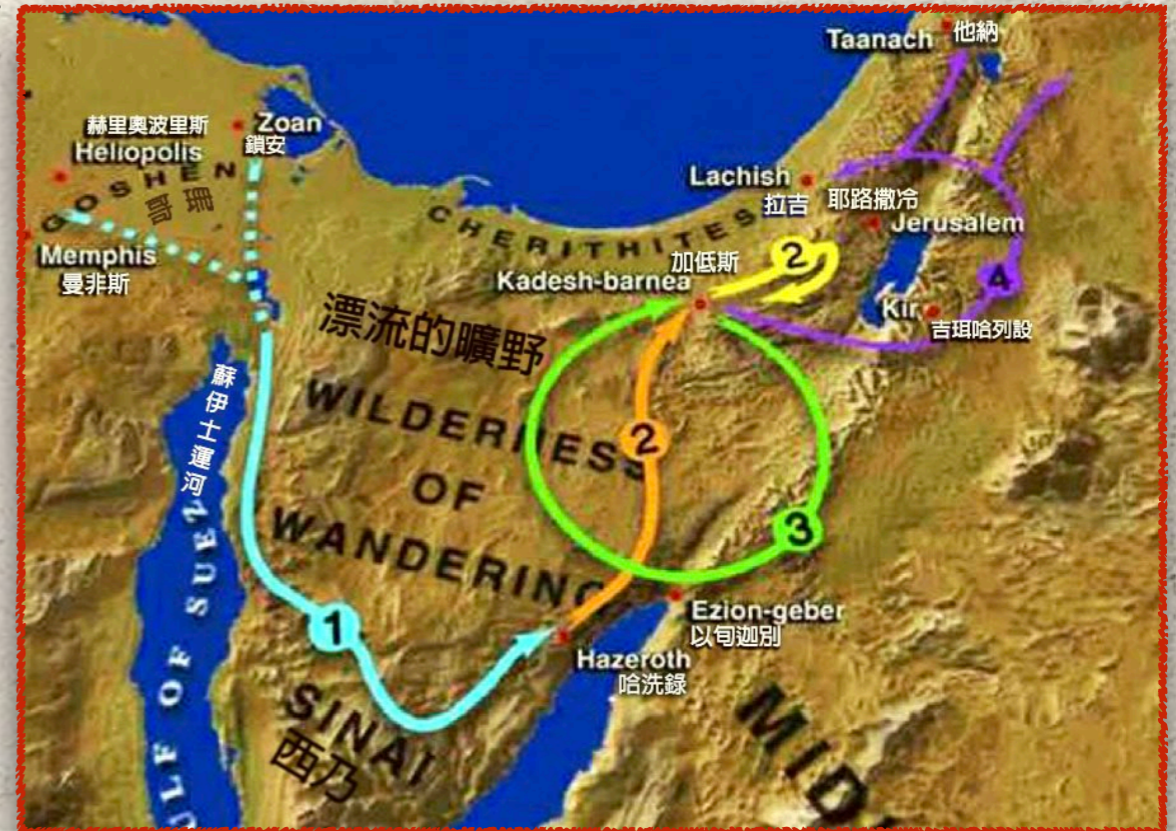 Taanach 他納
赫里奧波里斯
Heliopolis
Zoan
鎖安
GOSHEN
歌珊
Memphis
曼非斯
CHERITHITES
Lachish
拉吉
耶路撒冷
Jerusalem
加低斯
Kadesh-barnea
2
4
Kir
吉珥哈列設
漂流的曠野
WILDERNESS
OF
WANDERING
蘇伊士運河
ULF OF SUEZ
2
3
1
Ezion-geber
以旬迦別
Hazeroth
哈洗錄
SINAI
西乃
MID